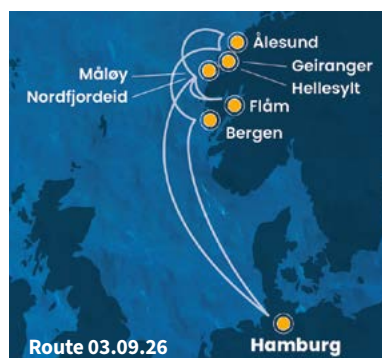 Ålesund
Geiranger
Hellesylt
Måløy
Nordfjordeid
Flåm
Bergen
Hamburg
Route 03.09.26